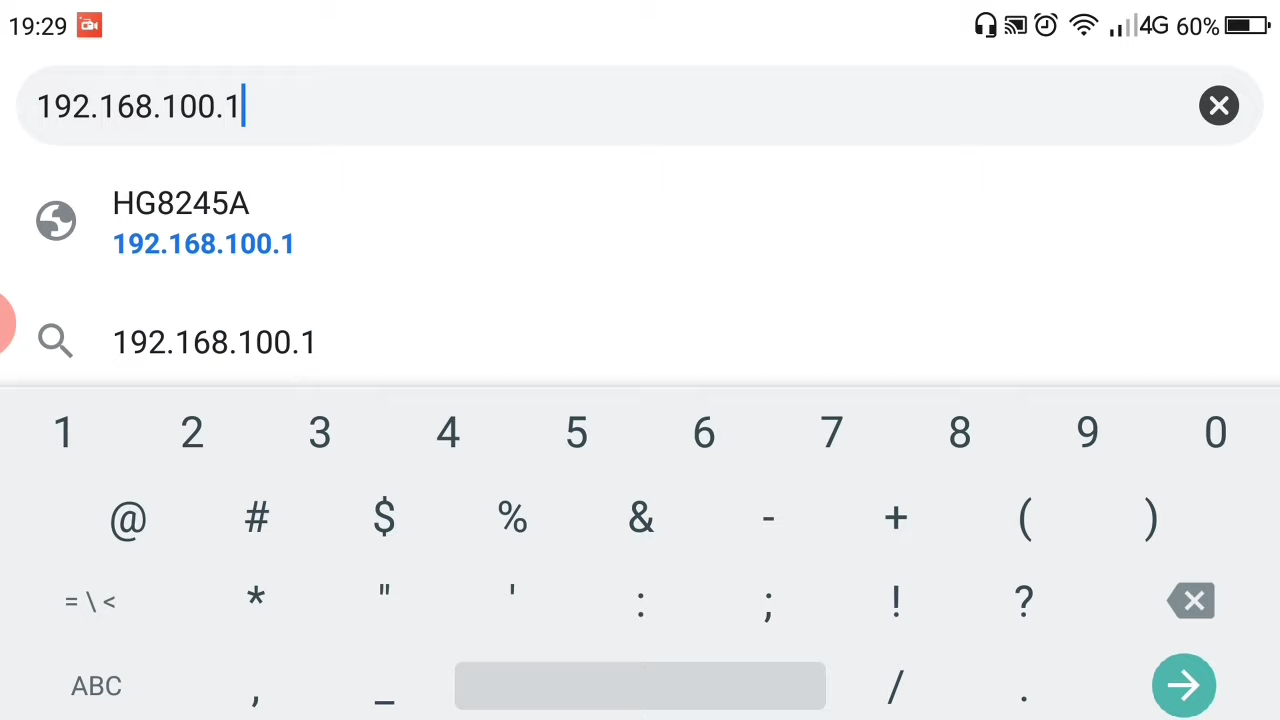 19:29 4G 60%
192.168.100.1
HG8245A
192.168.100.1
192.168.100.1
1 2 3 4 5 6 7 8 9 0
@ # $ % & - + ( )
= \ < * " ' : ; ! ?
ABC , _ / .